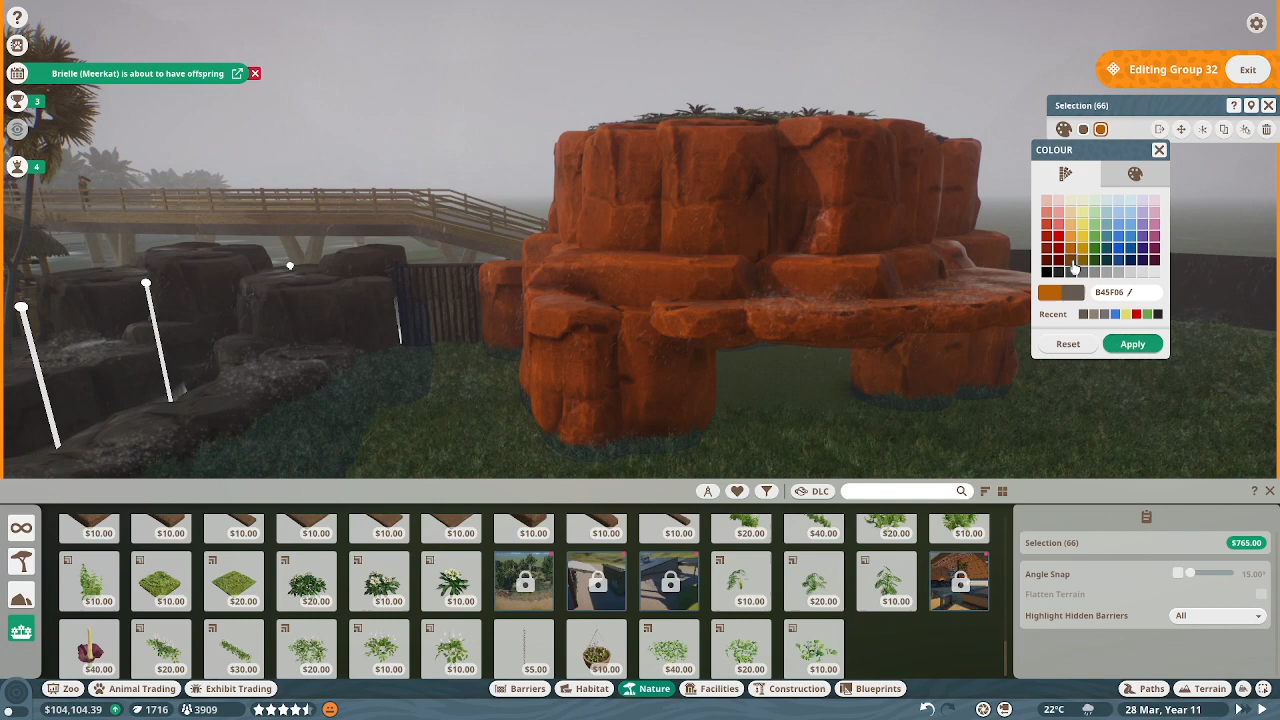 ?
Brielle (Meerkat) is about to have offspring
3
4
Editing Group 32
Exit
Selection (66)
?
COLOUR
B45F06
Recent
Reset
Apply
DLC
?
$10.00 $10.00 $10.00 $10.00 $10.00 $10.00 $10.00 $10.00 $10.00 $20.00 $40.00 $20.00 $10.00
$10.00 $10.00 $20.00 $20.00 $10.00 $10.00 $10.00 $20.00 $10.00
$40.00 $20.00 $30.00 $20.00 $10.00 $10.00 $5.00 $10.00 $40.00 $20.00 $10.00
Selection (66) $765.00
Angle Snap 15.00°
Flatten Terrain
Highlight Hidden Barriers All
Zoo Animal Trading Exhibit Trading Barriers Habitat Nature Facilities Construction Blueprints Paths Terrain
$104,104.39 1716 3909 22°C 28 Mar, Year 11